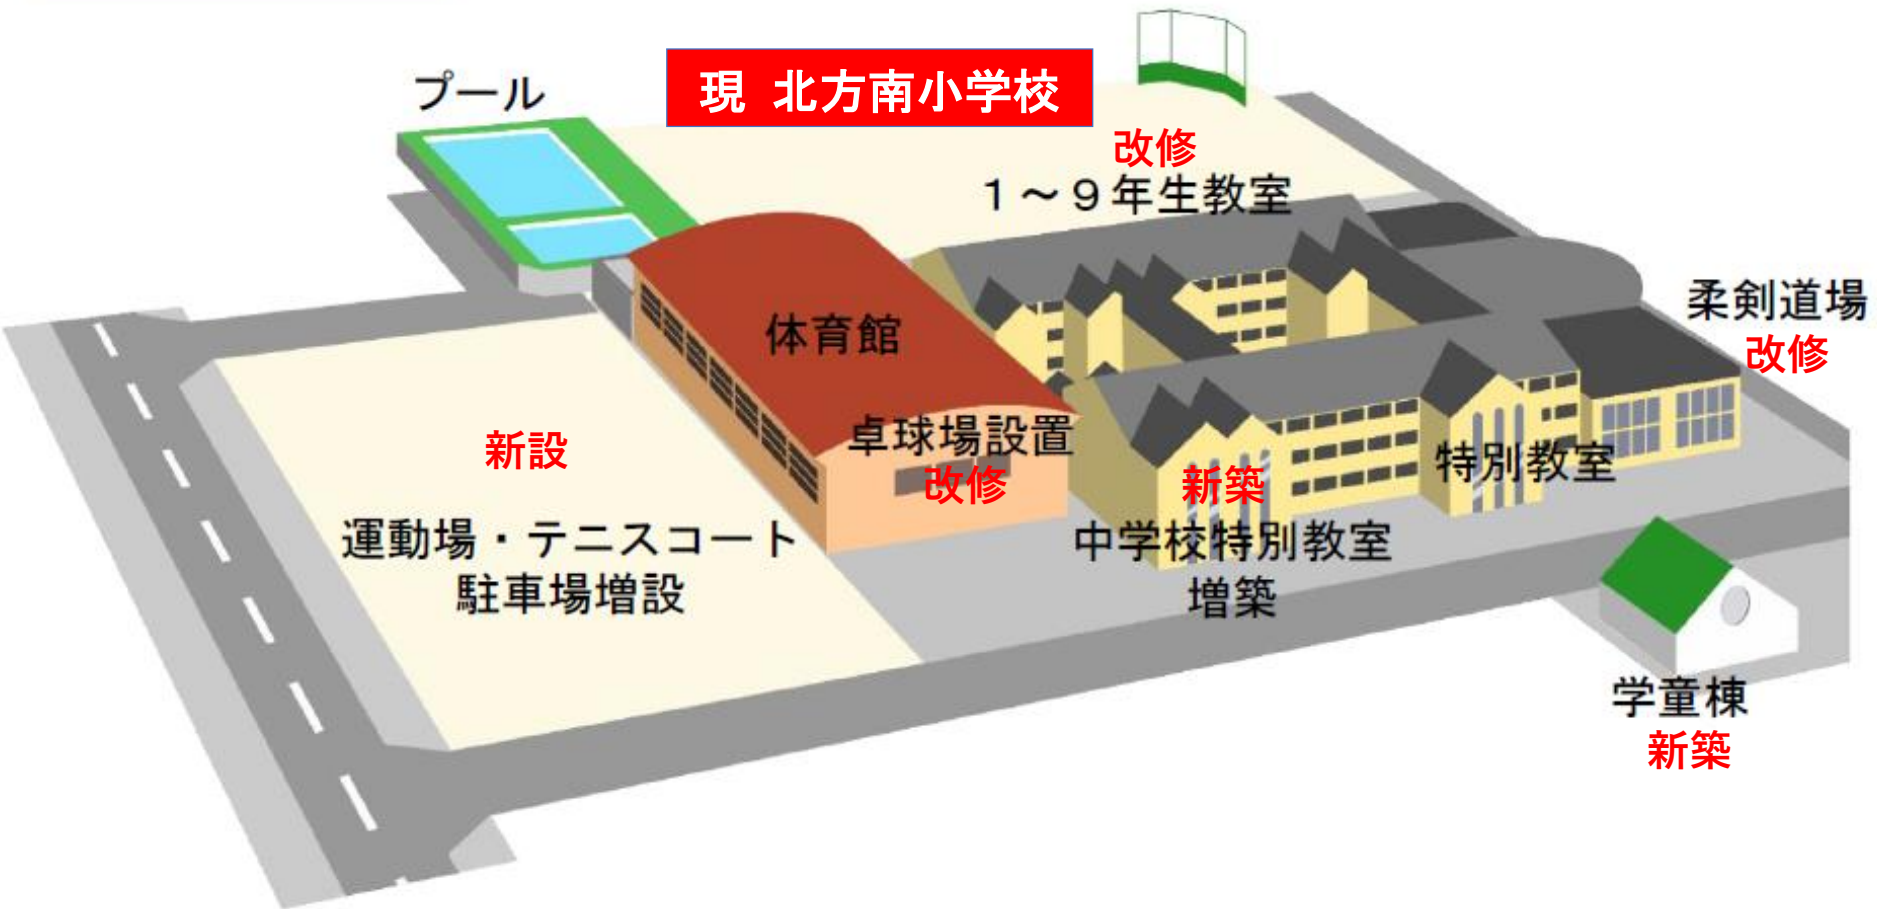 現 北方南小学校
プール
改修
１～９年生教室
体育館
柔剣道場
改修
卓球場設置
改修
新設
運動場・テニスコート
駐車場増設
新築
中学校特別教室
増築
特別教室
学童棟
新築